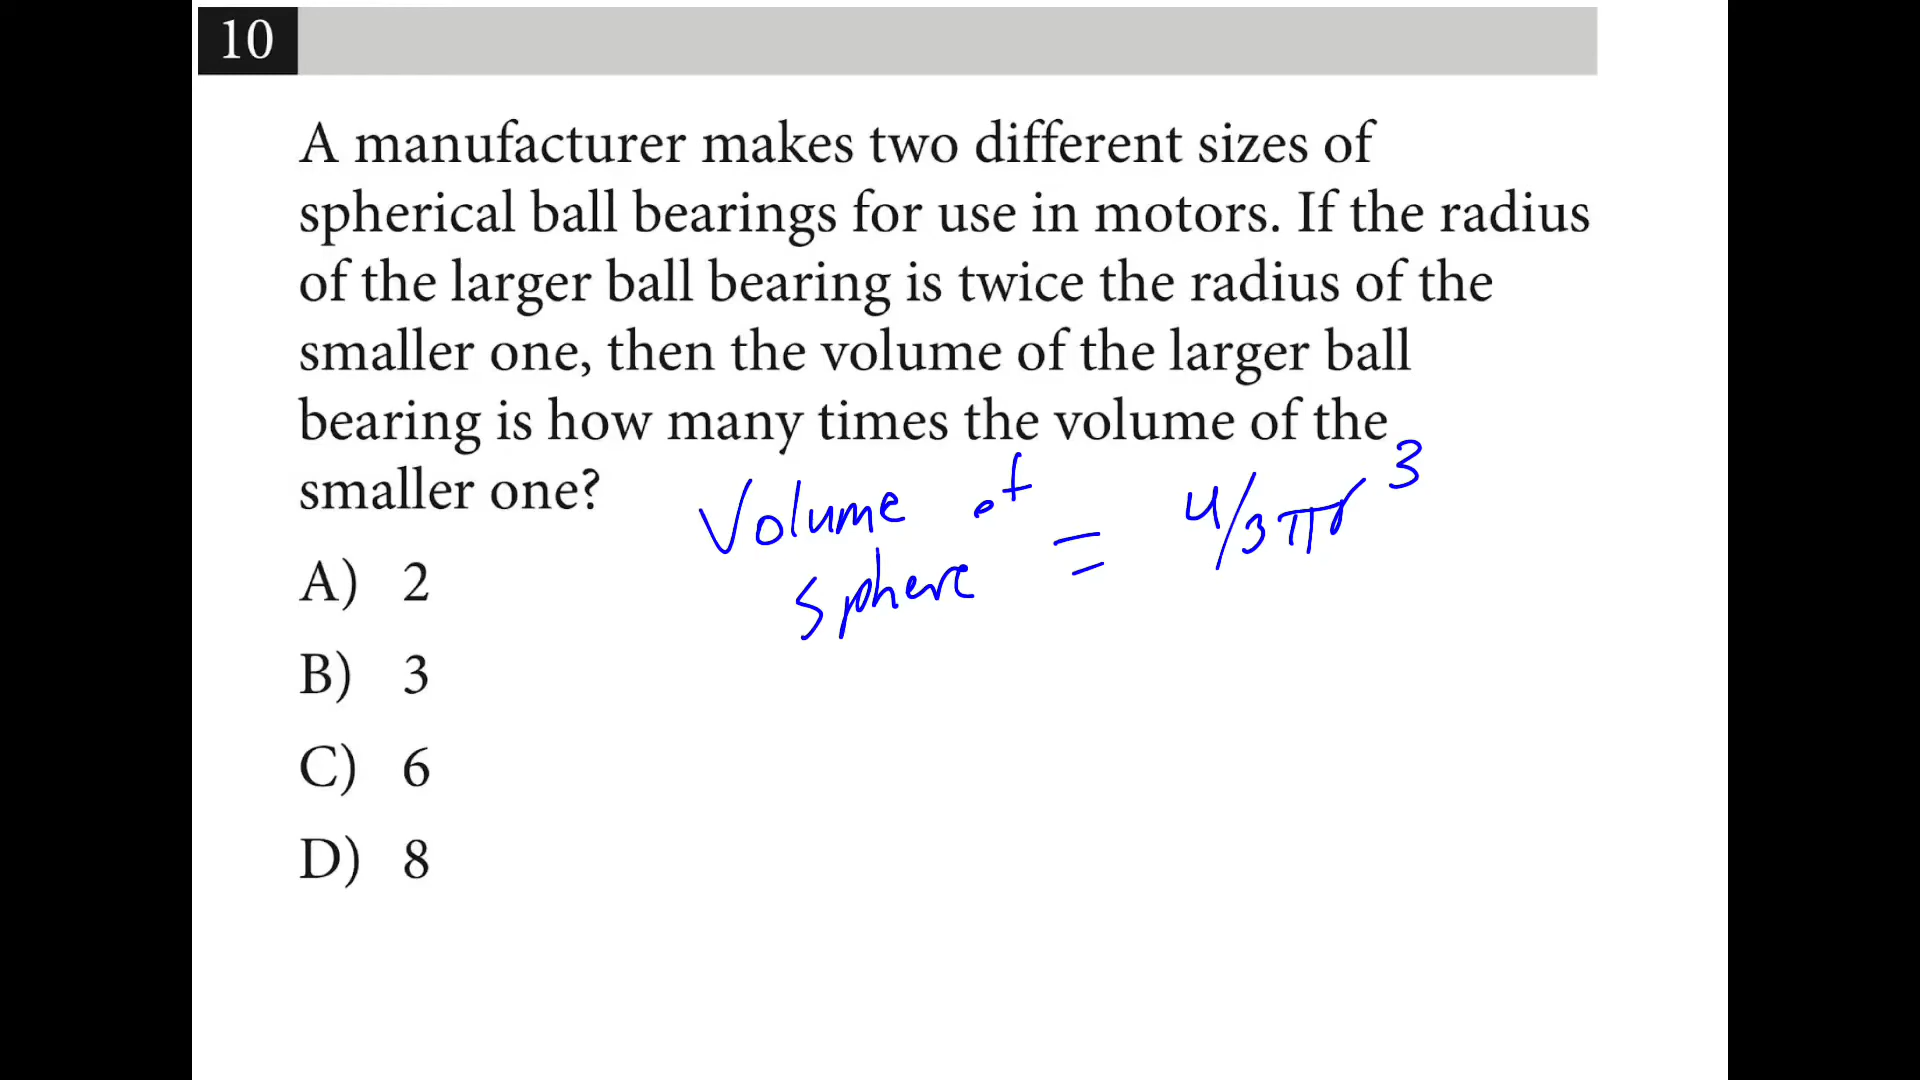 10
A manufacturer makes two different sizes of
spherical ball bearings for use in motors. If the radius
of the larger ball bearing is twice the radius of the
smaller one, then the volume of the larger ball
bearing is how many times the volume of the
smaller one?
Volume of
sphere = 4/3πr³
A) 2
B) 3
C) 6
D) 8